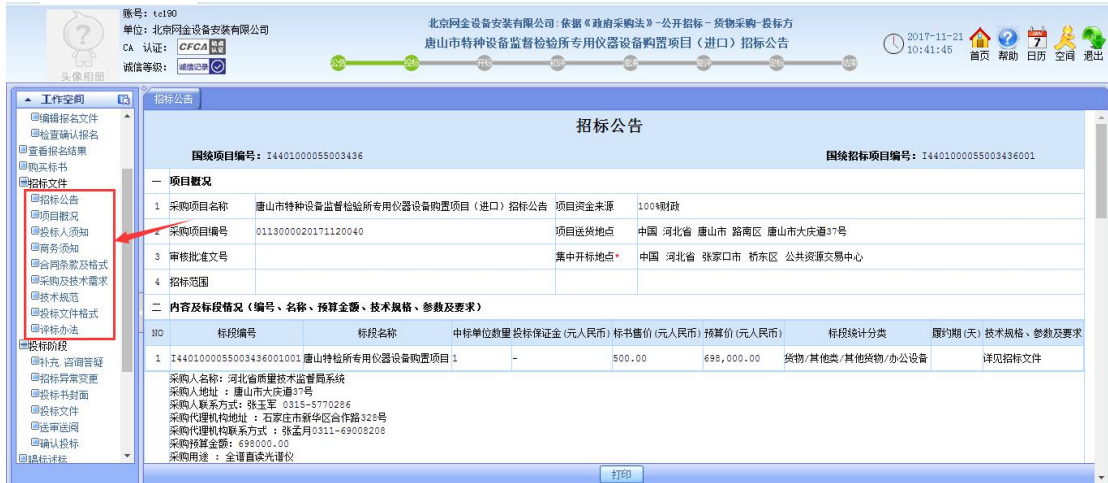 账号: tc190
单位: 北京网金设备安装有限公司
CA 认证: CFCA
诚信等级: 诚信记录
头像相册
北京网金设备安装有限公司: 依据《政府采购法》-公开招标-货物采购-投标方
唐山市特种设备监督检验所专用仪器设备购置项目（进口）招标公告
公告 投标 开标
结束
2017-11-21
10:41:45
首页 帮助 日历 空间 退出
工作空间
编辑报名文件
检查确认报名
查看报名结果
购买标书
招标文件
招标公告
项目概况
投标人须知
商务须知
合同条款及格式
采购及技术需求
技术规范
投标文件格式
评标办法
投标阶段
补充.咨询答疑
招标异常变更
投标书封面
投标文件
送审送阅
确认投标
唱标述标
招标公告
招标公告
国统项目编号: I4401000055003436 国统招标项目编号: I4401000055003436001
一 项目概况
1 采购项目名称 唐山市特种设备监督检验所专用仪器设备购置项目（进口）招标公告 项目资金来源 100%财政
2 采购项目编号 0113000020171120040 项目送货地点 中国 河北省 唐山市 路南区 唐山市大庆道37号
3 审核批准文号 集中开标地点* 中国 河北省 张家口市 桥东区 公共资源交易中心
4 招标范围
二 内容及标段情况（编号、名称、预算金额、技术规格、参数及要求）
NO 标段编号 标段名称 中标单位数量 投标保证金(元人民币) 标书售价(元人民币) 预算价(元人民币) 标段统计分类 履约期(天) 技术规格、参数及要求
1 I4401000055003436001001 唐山特检所专用仪器设备购置项目 1 - 500.00 698,000.00 货物/其他类/其他货物/办公设备 详见招标文件
采购人名称: 河北省质量技术监督局系统
采购人地址 : 唐山市大庆道37号
采购人联系方式: 张玉军 0315-5770286
采购代理机构地址 : 石家庄市新华区合作路328号
采购代理机构联系方式 : 张孟月0311-69008208
采购预算金额: 698000.00
采购用途 : 全谱直读光谱仪
打印